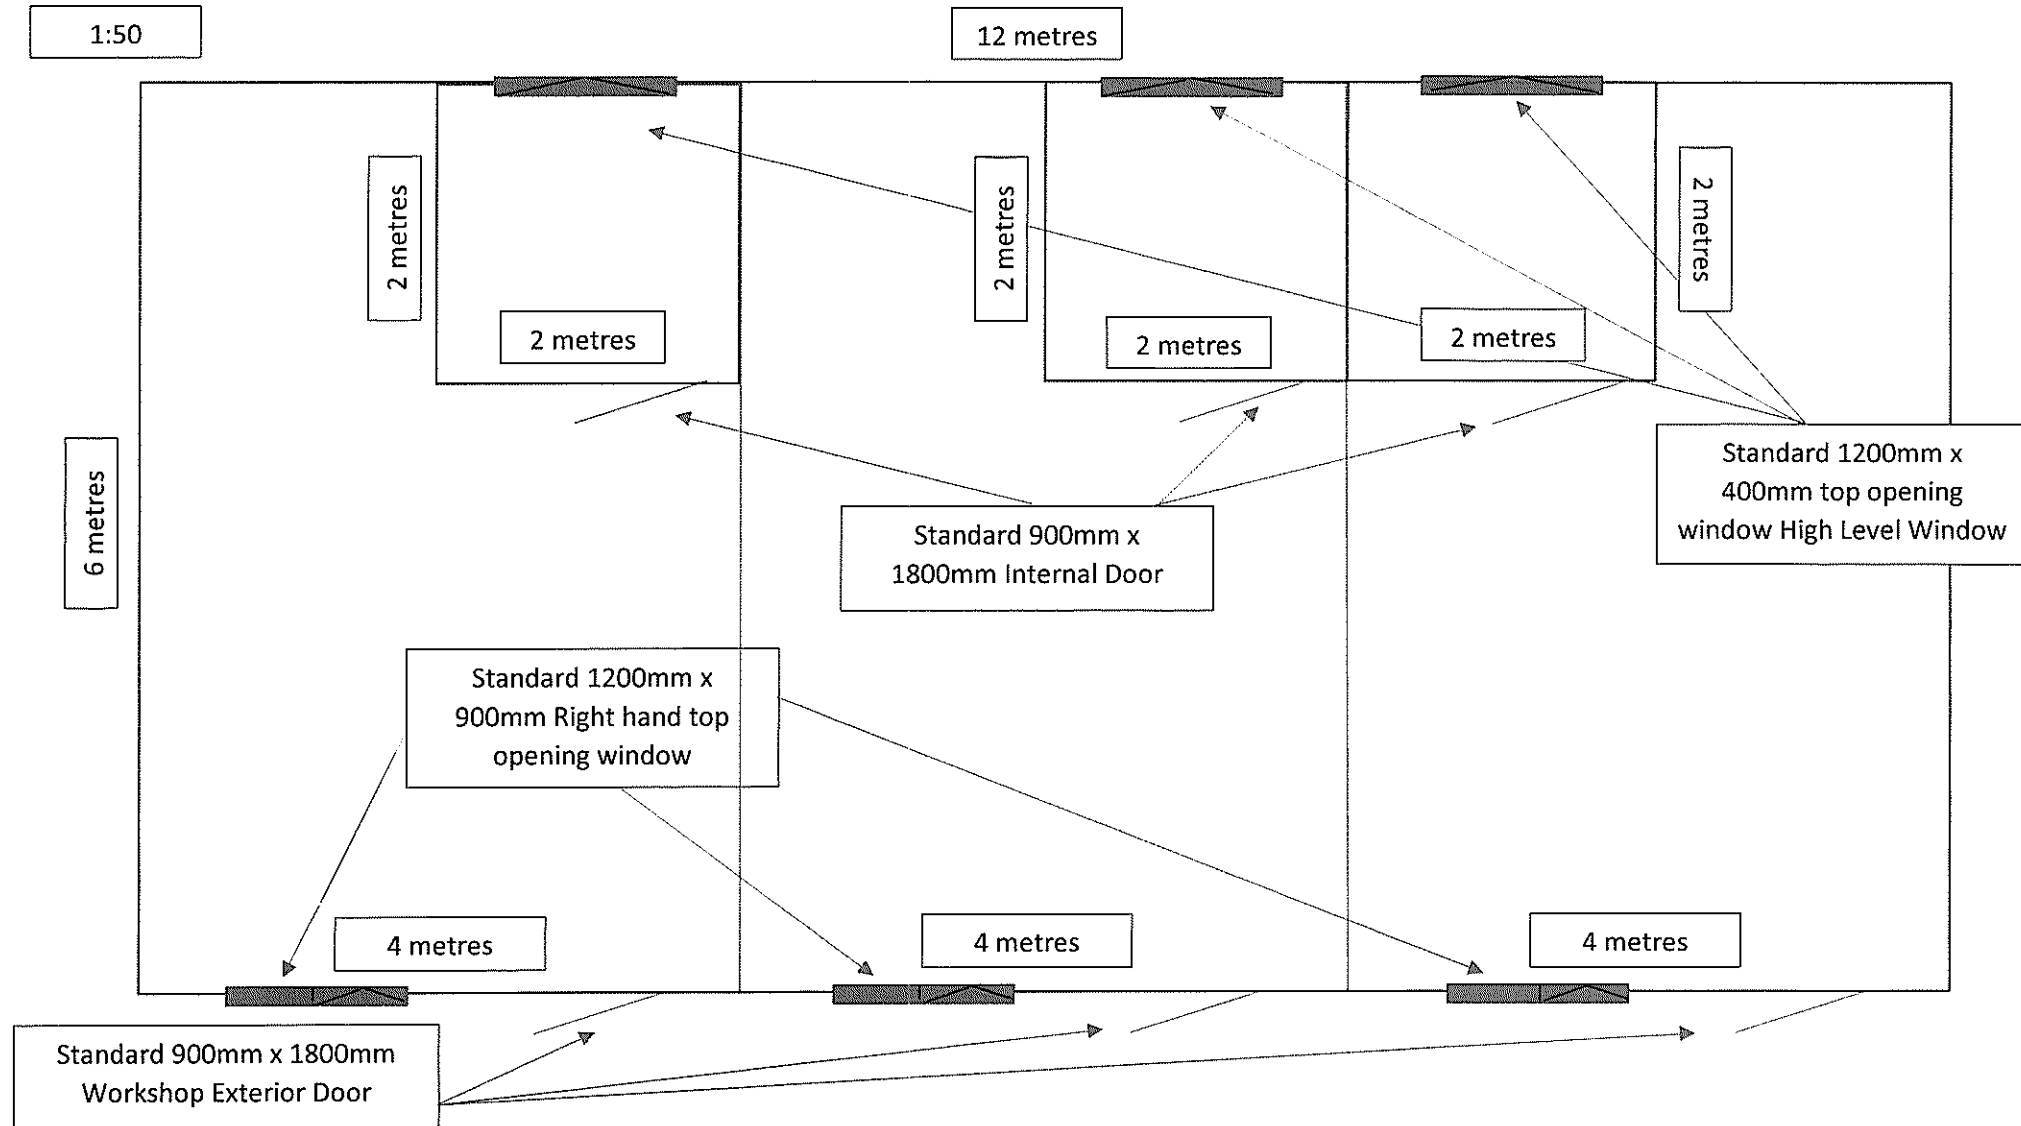 1:50
12 metres
2 metres
2 metres
2 metres
2 metres
2 metres
2 metres
6 metres
Standard 1200mm x
400mm top opening
window High Level Window
Standard 900mm x
1800mm Internal Door
Standard 1200mm x
900mm Right hand top
opening window
4 metres
4 metres
4 metres
Standard 900mm x 1800mm
Workshop Exterior Door